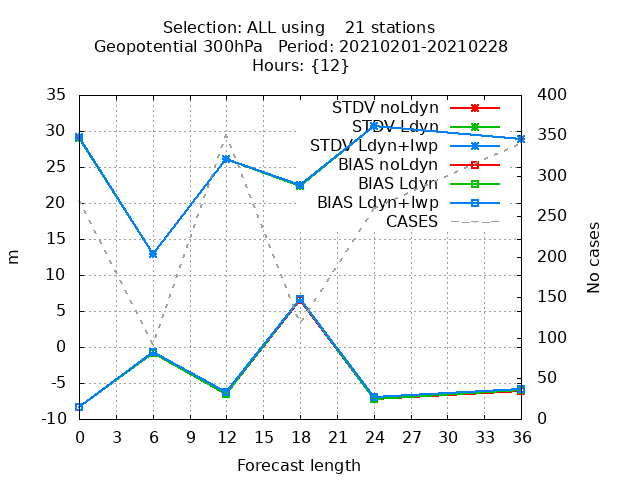 Selection: ALL using    21 stations
Geopotential 300hPa   Period: 20210201-20210228
Hours: {12}
35
30
25
20
15
10
5
0
-5
-10
m
400
350
300
250
200
150
100
50
0
No cases
STDV noLdyn
STDV Ldyn
STDV Ldyn+lwp
BIAS noLdyn
BIAS Ldyn
BIAS Ldyn+lwp
CASES
0 3 6 9 12 15 18 21 24 27 30 33 36
Forecast length